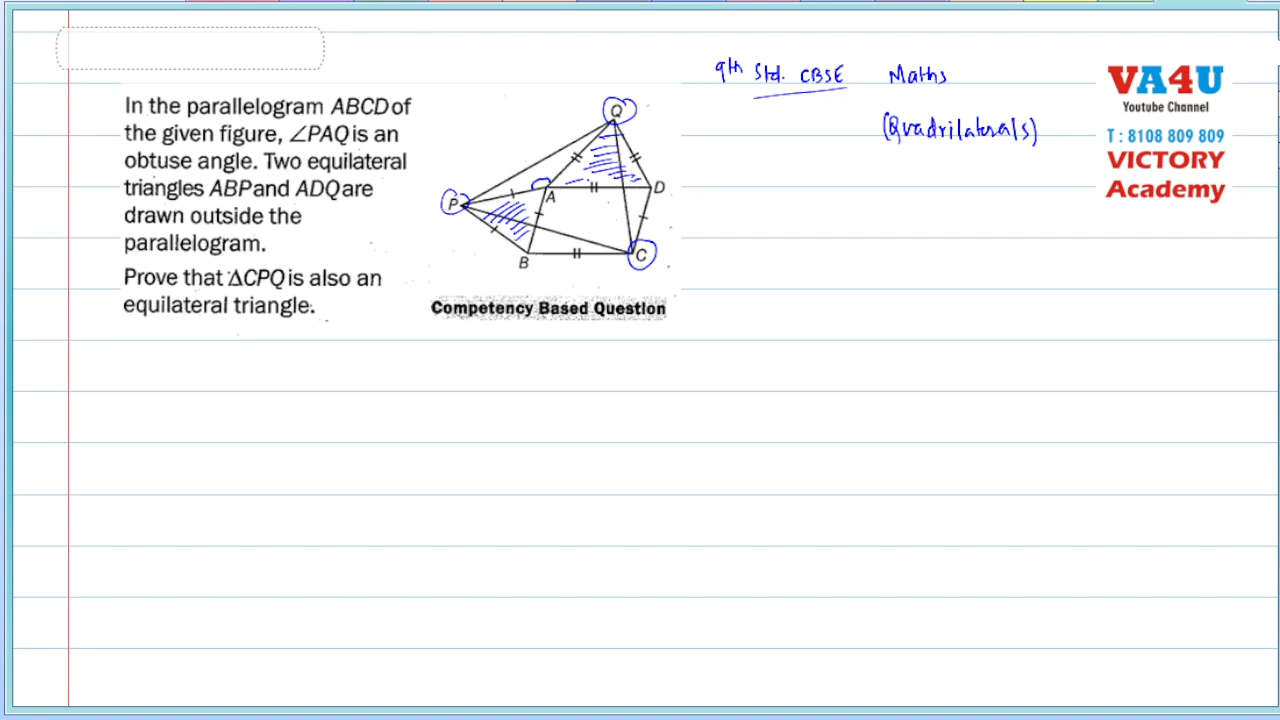 9th Std. CBSE Maths
(Quadrilaterals)
VA4U
Youtube Channel
T : 8108 809 809
VICTORY
Academy
In the parallelogram ABCD of
the given figure, ∠PAQ is an
obtuse angle. Two equilateral
triangles ABP and ADQ are
drawn outside the
parallelogram.
Prove that ΔCPQ is also an
equilateral triangle.
Q
P
A
D
B
C
Competency Based Question